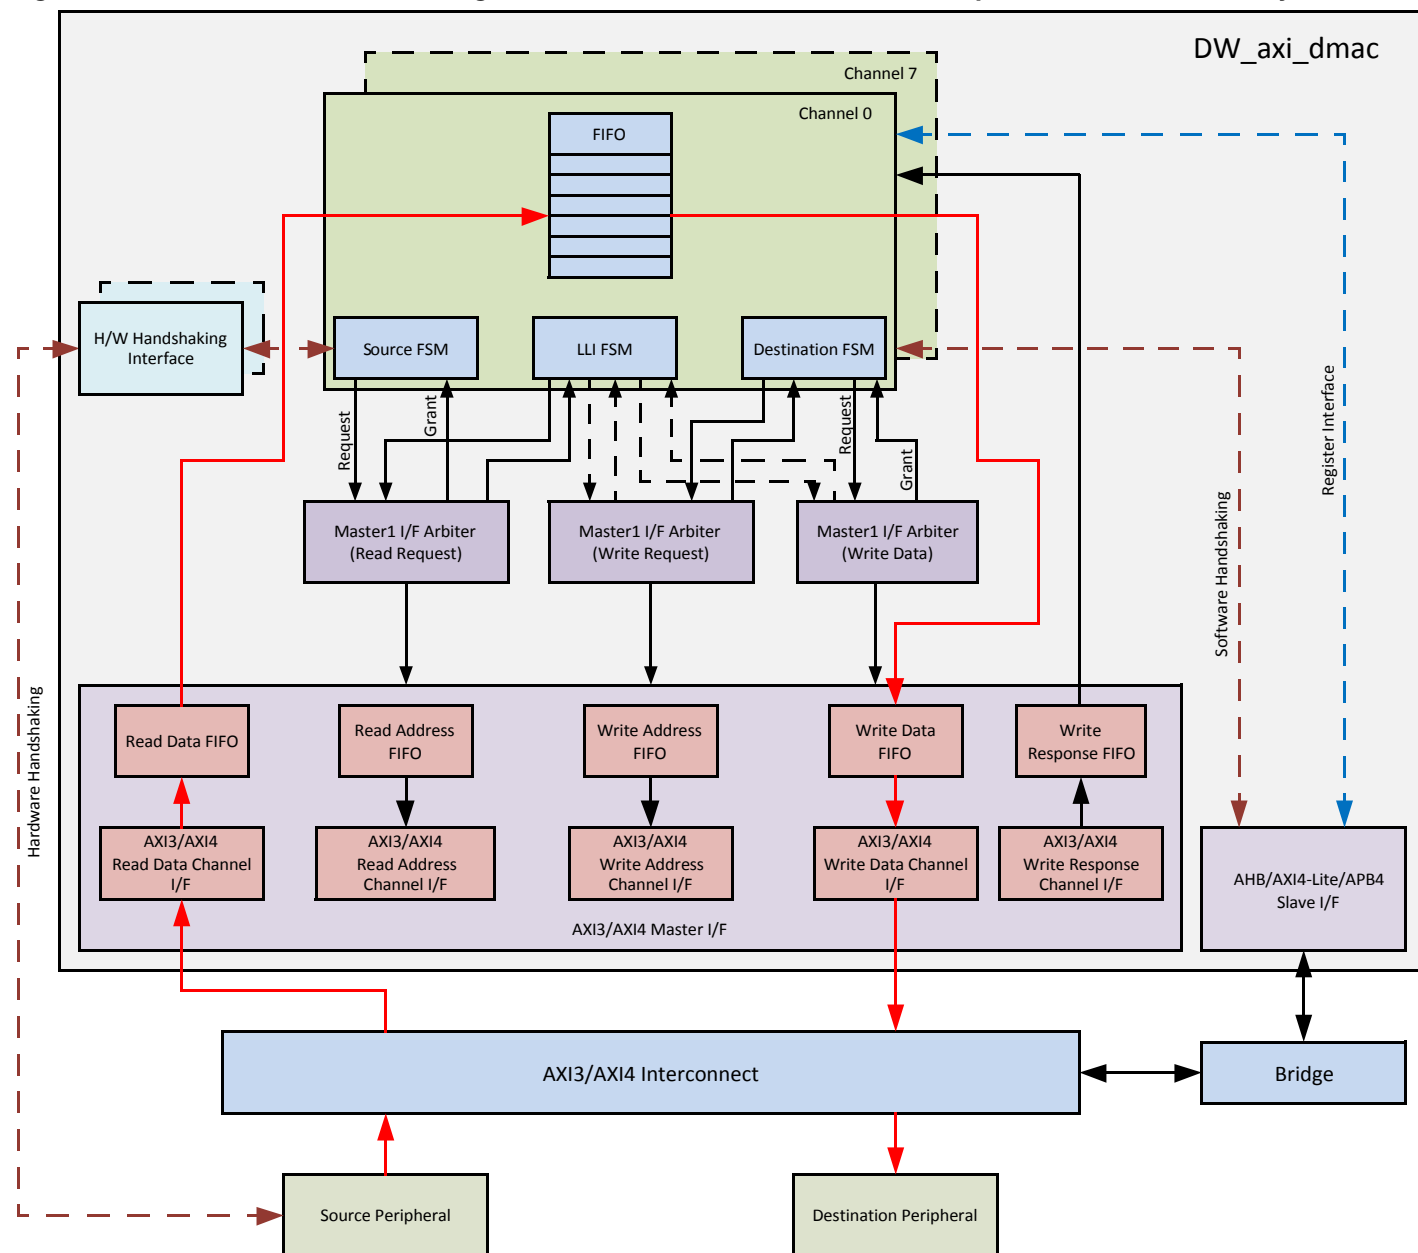 DW_axi_dmac
Channel 7
Channel 0
FIFO
H/W Handshaking
Interface
Source FSM
LLI FSM
Destination FSM
Request
Grant
Request
Grant
Register Interface
Software Handshaking
Hardware Handshaking
Master1 I/F Arbiter
(Read Request)
Master1 I/F Arbiter
(Write Request)
Master1 I/F Arbiter
(Write Data)
Read Data FIFO
Read Address
FIFO
Write Address
FIFO
Write Data
FIFO
Write
Response FIFO
AXI3/AXI4
Read Data Channel
I/F
AXI3/AXI4
Read Address
Channel I/F
AXI3/AXI4
Write Address
Channel I/F
AXI3/AXI4
Write Data Channel
I/F
AXI3/AXI4
Write Response
Channel I/F
AXI3/AXI4 Master I/F
AHB/AXI4-Lite/APB4
Slave I/F
AXI3/AXI4 Interconnect
Bridge
Source Peripheral
Destination Peripheral